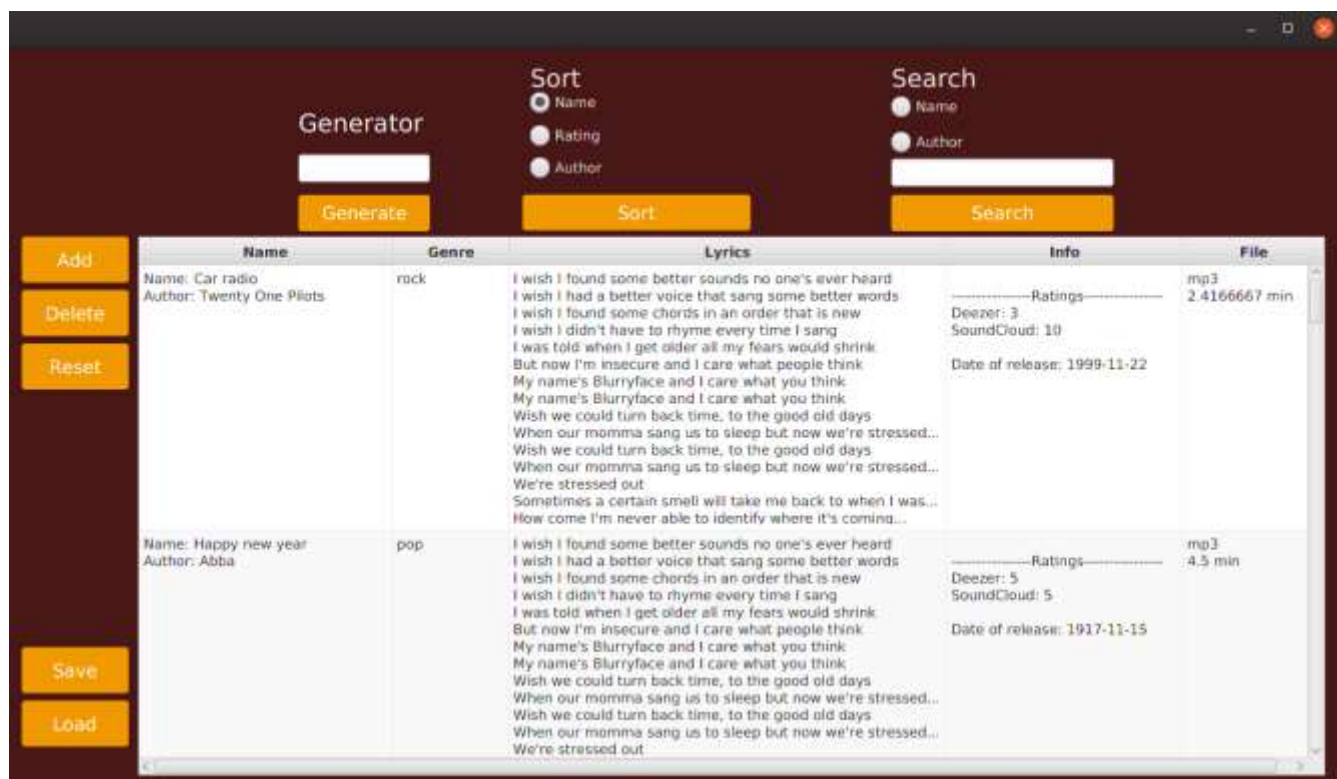 Generator
Generate
Sort
Name
Rating
Author
Sort
Search
Name
Author
Search
Add
Delete
Reset
Save
Load
Name Genre Lyrics Info File
Name: Car radio
Author: Twenty One Pilots
rock
I wish I found some better sounds no one's ever heard
I wish I had a better voice that sang some better words
I wish I found some chords in an order that is new
I wish I didn't have to rhyme every time I sang
I was told when I get older all my fears would shrink
But now I'm insecure and I care what people think
My name's Blurryface and I care what you think
My name's Blurryface and I care what you think
Wish we could turn back time, to the good old days
When our momma sang us to sleep but now we're stressed...
Wish we could turn back time, to the good old days
When our momma sang us to sleep but now we're stressed...
We're stressed out
Sometimes a certain smell will take me back to when I was...
How come I'm never able to identify where it's coming...
----------------Ratings----------------
Deezer: 3
SoundCloud: 10
Date of release: 1999-11-22
mp3
2.4166667 min
Name: Happy new year
Author: Abba
pop
I wish I found some better sounds no one's ever heard
I wish I had a better voice that sang some better words
I wish I found some chords in an order that is new
I wish I didn't have to rhyme every time I sang
I was told when I get older all my fears would shrink
But now I'm insecure and I care what people think
My name's Blurryface and I care what you think
My name's Blurryface and I care what you think
Wish we could turn back time, to the good old days
When our momma sang us to sleep but now we're stressed...
Wish we could turn back time, to the good old days
When our momma sang us to sleep but now we're stressed...
We're stressed out
----------------Ratings----------------
Deezer: 5
SoundCloud: 5
Date of release: 1917-11-15
mp3
4.5 min